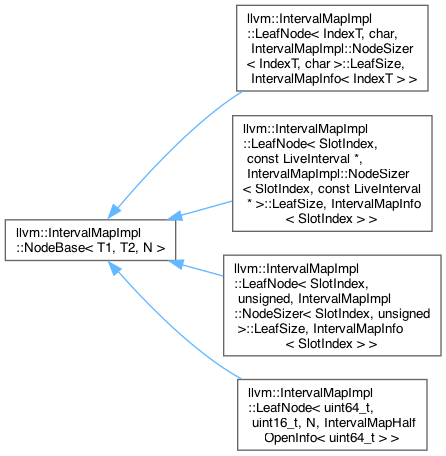 llvm::IntervalMapImpl
::LeafNode< IndexT, char,
IntervalMapImpl::NodeSizer
< IndexT, char >::LeafSize,
IntervalMapInfo< IndexT > >
llvm::IntervalMapImpl
::LeafNode< SlotIndex,
const LiveInterval *,
IntervalMapImpl::NodeSizer
< SlotIndex, const LiveInterval
* >::LeafSize, IntervalMapInfo
< SlotIndex > >
llvm::IntervalMapImpl
::NodeBase< T1, T2, N >
llvm::IntervalMapImpl
::LeafNode< SlotIndex,
unsigned, IntervalMapImpl
::NodeSizer< SlotIndex, unsigned
>::LeafSize, IntervalMapInfo
< SlotIndex > >
llvm::IntervalMapImpl
::LeafNode< uint64_t,
uint16_t, N, IntervalMapHalf
OpenInfo< uint64_t > >